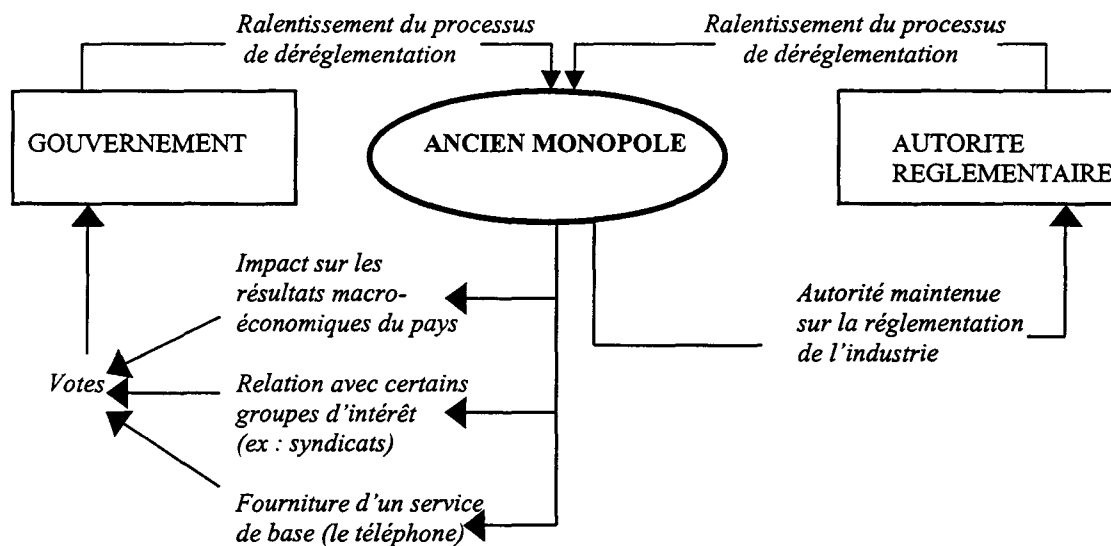 Ralentissement du processus
de déréglementation
Ralentissement du processus
de déréglementation
GOUVERNEMENT
ANCIEN MONOPOLE
AUTORITE
REGLEMENTAIRE
Impact sur les
résultats macro-
économiques du pays
Autorité maintenue
sur la réglementation
de l'industrie
Votes
Relation avec certains
groupes d'intérêt
(ex : syndicats)
Fourniture d'un service
de base (le téléphone)